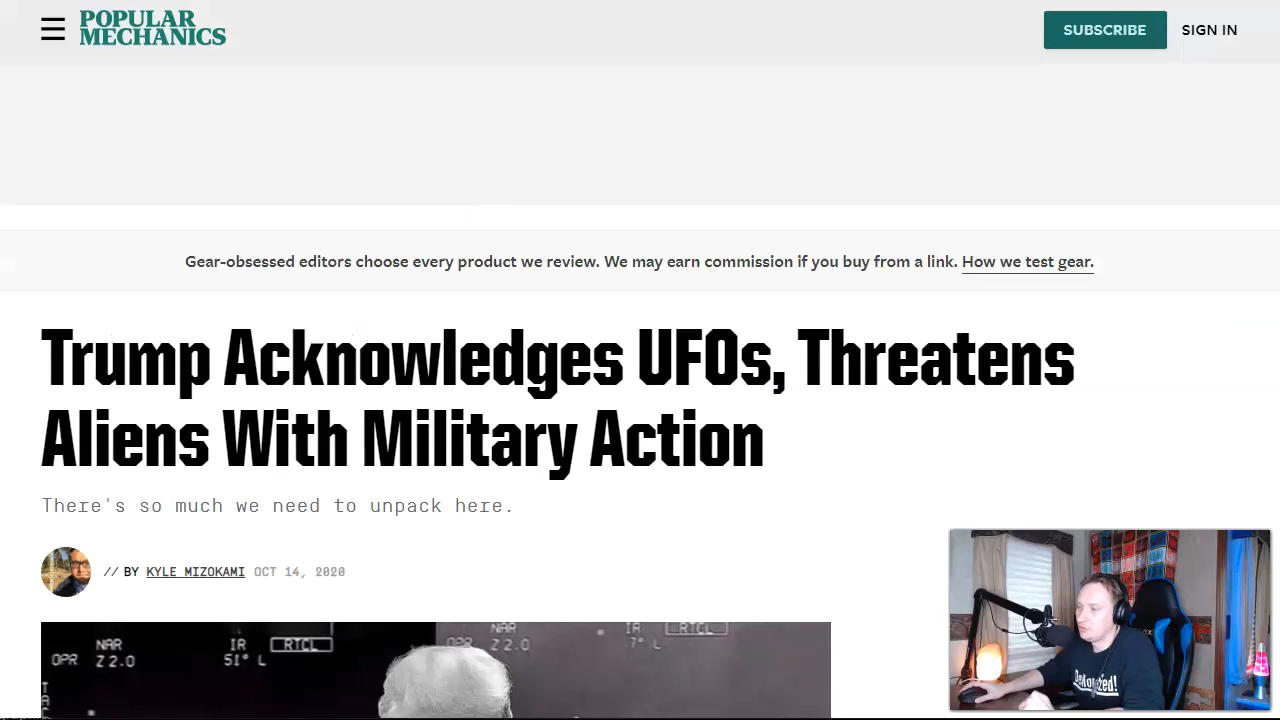 POPULAR
MECHANICS
SUBSCRIBE
SIGN IN
Gear-obsessed editors choose every product we review. We may earn commission if you buy from a link. How we test gear.
Trump Acknowledges UFOs, Threatens
Aliens With Military Action
There's so much we need to unpack here.
// BY KYLE MIZOKAMI OCT 14, 2020
NAR IR RTCL NAR IR RTCL
OPR Z 2.0 51° L OPR Z 2.0 7° L
T
A